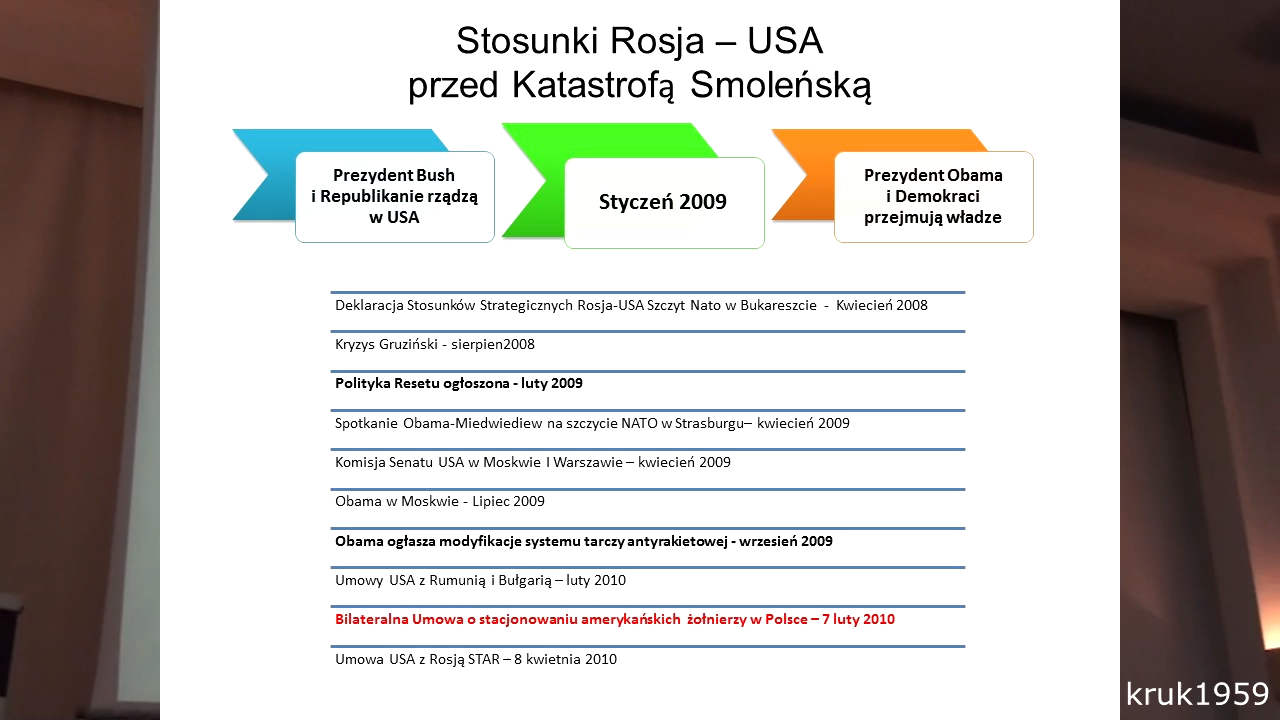 Stosunki Rosja – USA
przed Katastrofą Smoleńską
Prezydent Bush
i Republikanie rządzą
w USA
Styczeń 2009
Prezydent Obama
i Demokraci
przejmują władze
Deklaracja Stosunków Strategicznych Rosja-USA Szczyt Nato w Bukareszcie - Kwiecień 2008
Kryzys Gruziński - sierpien2008
Polityka Resetu ogłoszona - luty 2009
Spotkanie Obama-Miedwiediew na szczycie NATO w Strasburgu– kwiecień 2009
Komisja Senatu USA w Moskwie I Warszawie – kwiecień 2009
Obama w Moskwie - Lipiec 2009
Obama ogłasza modyfikacje systemu tarczy antyrakietowej - wrzesień 2009
Umowy USA z Rumunią i Bułgarią – luty 2010
Bilateralna Umowa o stacjonowaniu amerykańskich żołnierzy w Polsce – 7 luty 2010
Umowa USA z Rosją STAR – 8 kwietnia 2010
kruk1959